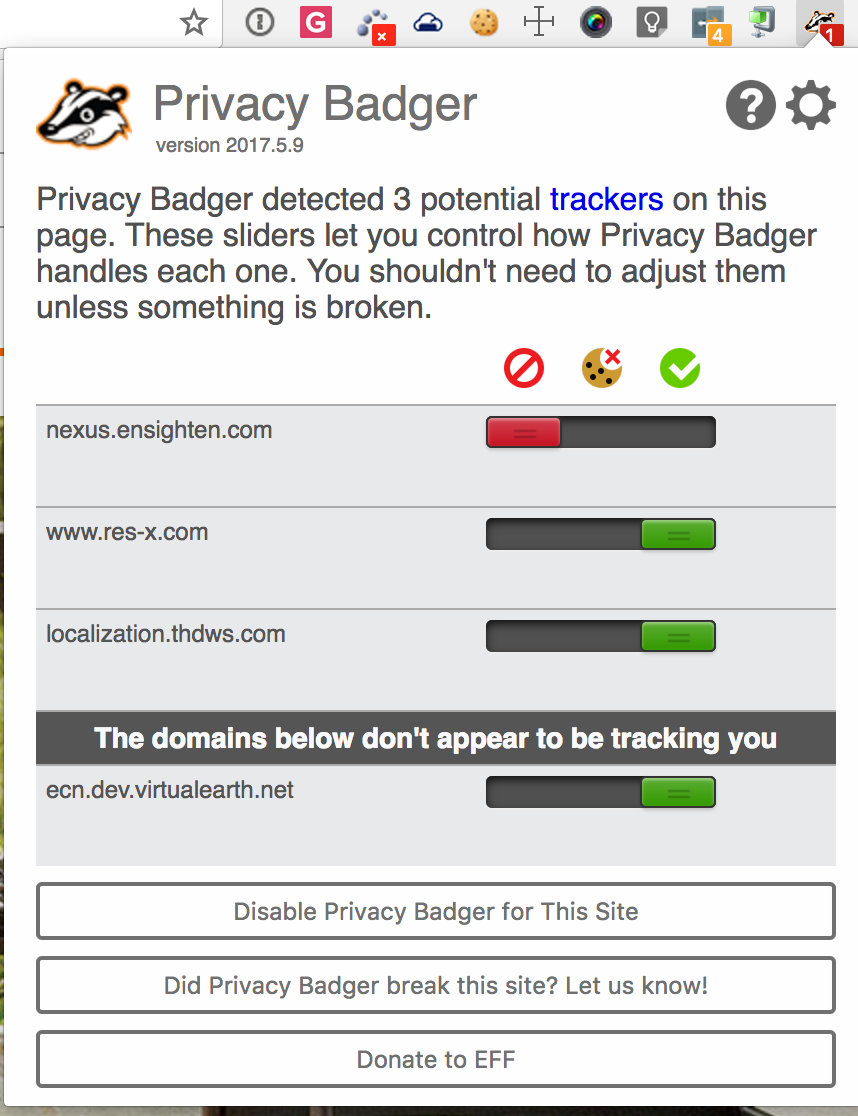 G
4
1
Privacy Badger
version 2017.5.9
Privacy Badger detected 3 potential trackers on this
page. These sliders let you control how Privacy Badger
handles each one. You shouldn't need to adjust them
unless something is broken.
nexus.ensighten.com
www.res-x.com
localization.thdws.com
The domains below don't appear to be tracking you
ecn.dev.virtualearth.net
Disable Privacy Badger for This Site
Did Privacy Badger break this site? Let us know!
Donate to EFF